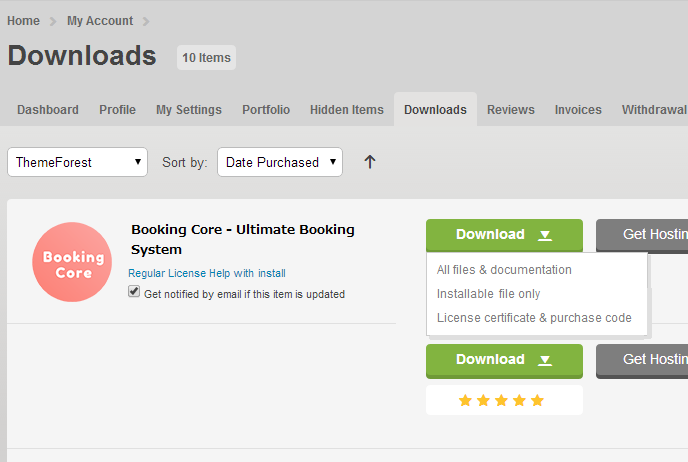 Home My Account
Downloads 10 Items
Dashboard Profile My Settings Portfolio Hidden Items Downloads Reviews Invoices Withdrawal
ThemeForest Sort by: Date Purchased
Booking Core
Booking Core - Ultimate Booking System
Regular License Help with install
Get notified by email if this item is updated
Download Get Hostin
All files & documentation
Installable file only
License certificate & purchase code
Download Get Hostin